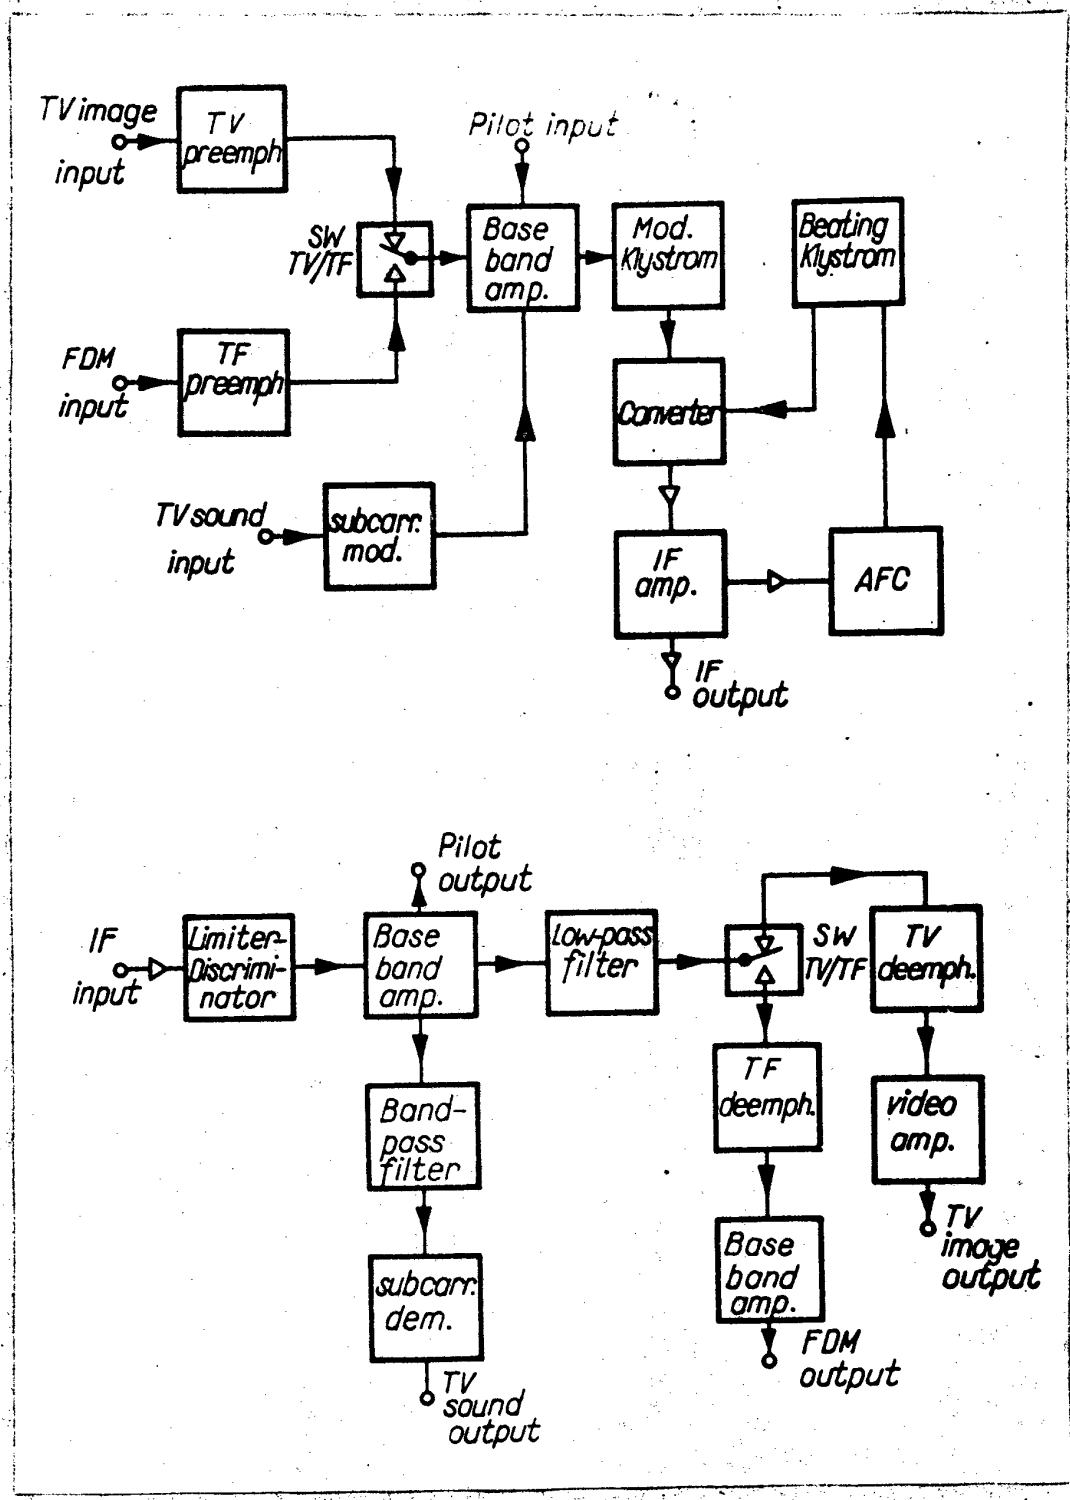 TV image
input
TV
preemph
Pilot input
SW
TV/TF
Base
band
amp.
Mod.
Klystrom
Beating
Klystrom
FDM
input
TF
preemph
Converter
TV sound
input
subcarr.
mod.
IF
amp.
AFC
IF
output
Pilot
output
IF
input
Limiter-
Discrimi-
nator
Base
band
amp.
Low-pass
filter
SW
TV/TF
TV
deemph.
Band-
pass
filter
TF
deemph.
video
amp.
subcarr.
dem.
Base
band
amp.
TV
image
output
FDM
output
TV
sound
output